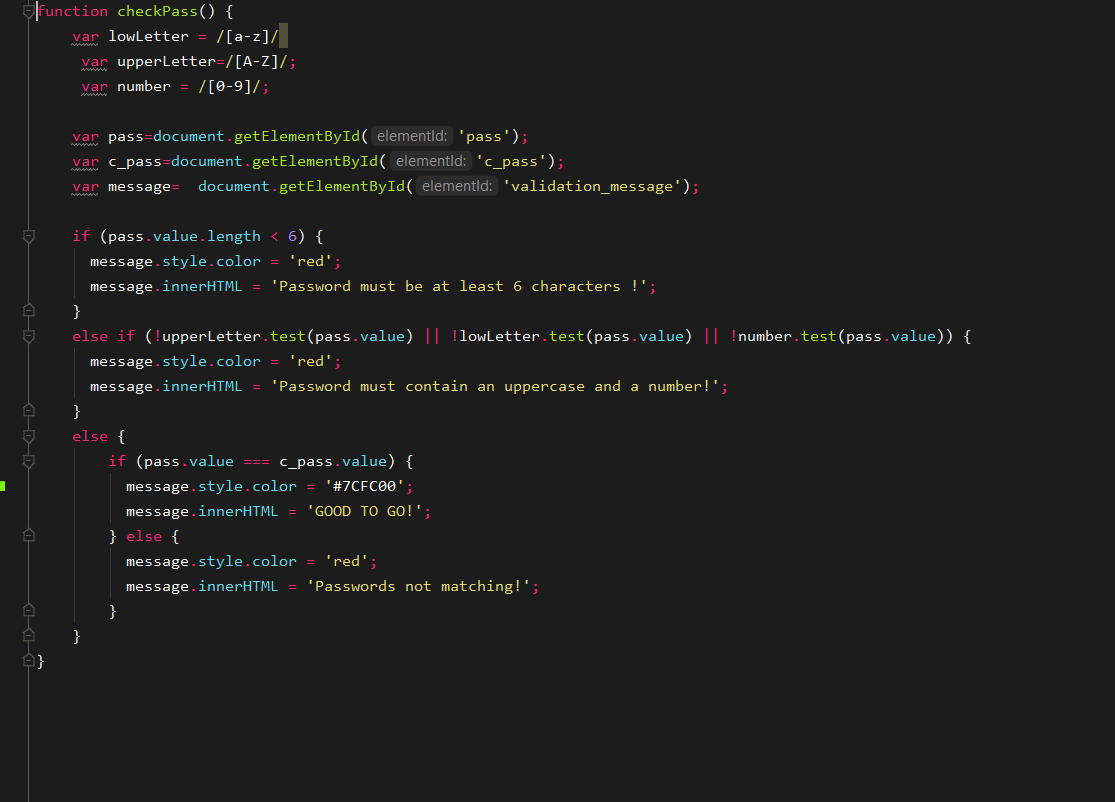 function checkPass() {
var lowLetter = /[a-z]/
var upperLetter=/[A-Z]/;
var number = /[0-9]/;
var pass=document.getElementById( elementId: 'pass');
var c_pass=document.getElementById( elementId: 'c_pass');
var message=  document.getElementById( elementId: 'validation_message');
if (pass.value.length < 6) {
message.style.color = 'red';
message.innerHTML = 'Password must be at least 6 characters !';
}
else if (!upperLetter.test(pass.value) || !lowLetter.test(pass.value) || !number.test(pass.value)) {
message.style.color = 'red';
message.innerHTML = 'Password must contain an uppercase and a number!';
}
else {
if (pass.value === c_pass.value) {
message.style.color = '#7CFC00';
message.innerHTML = 'GOOD TO GO!';
} else {
message.style.color = 'red';
message.innerHTML = 'Passwords not matching!';
}
}
}